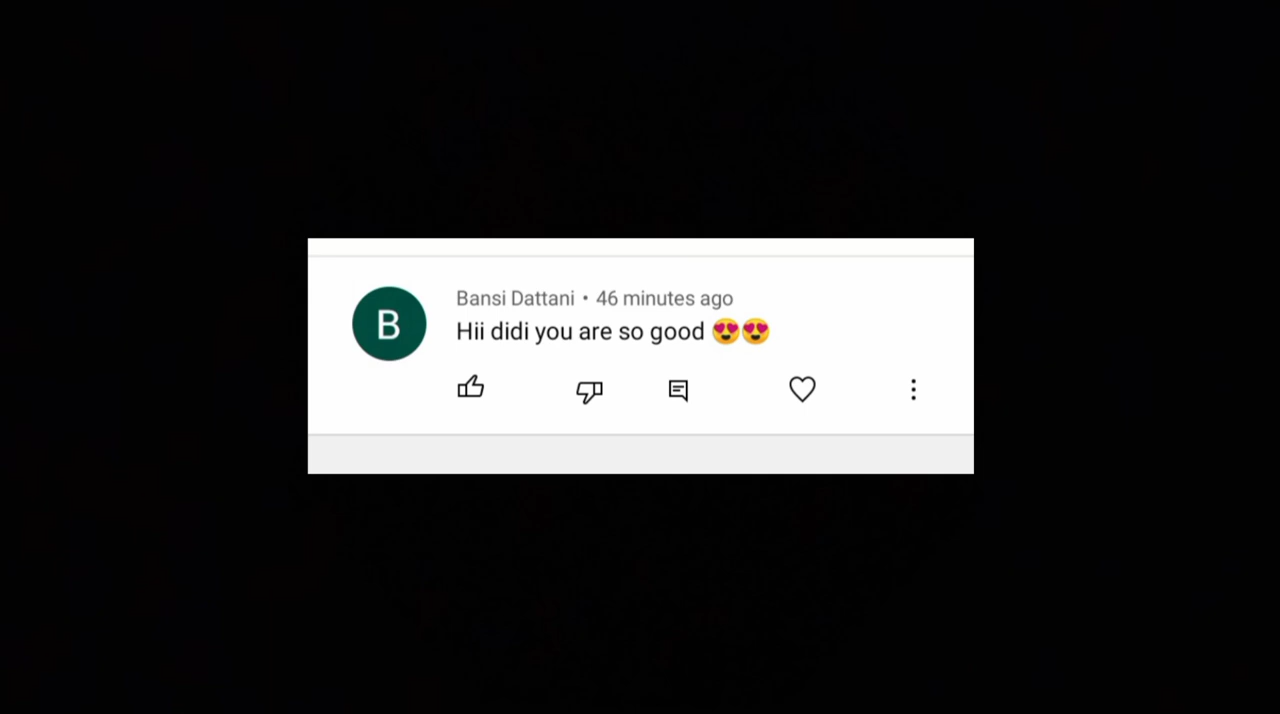 B
Bansi Dattani • 46 minutes ago
Hii didi you are so good 😍😍